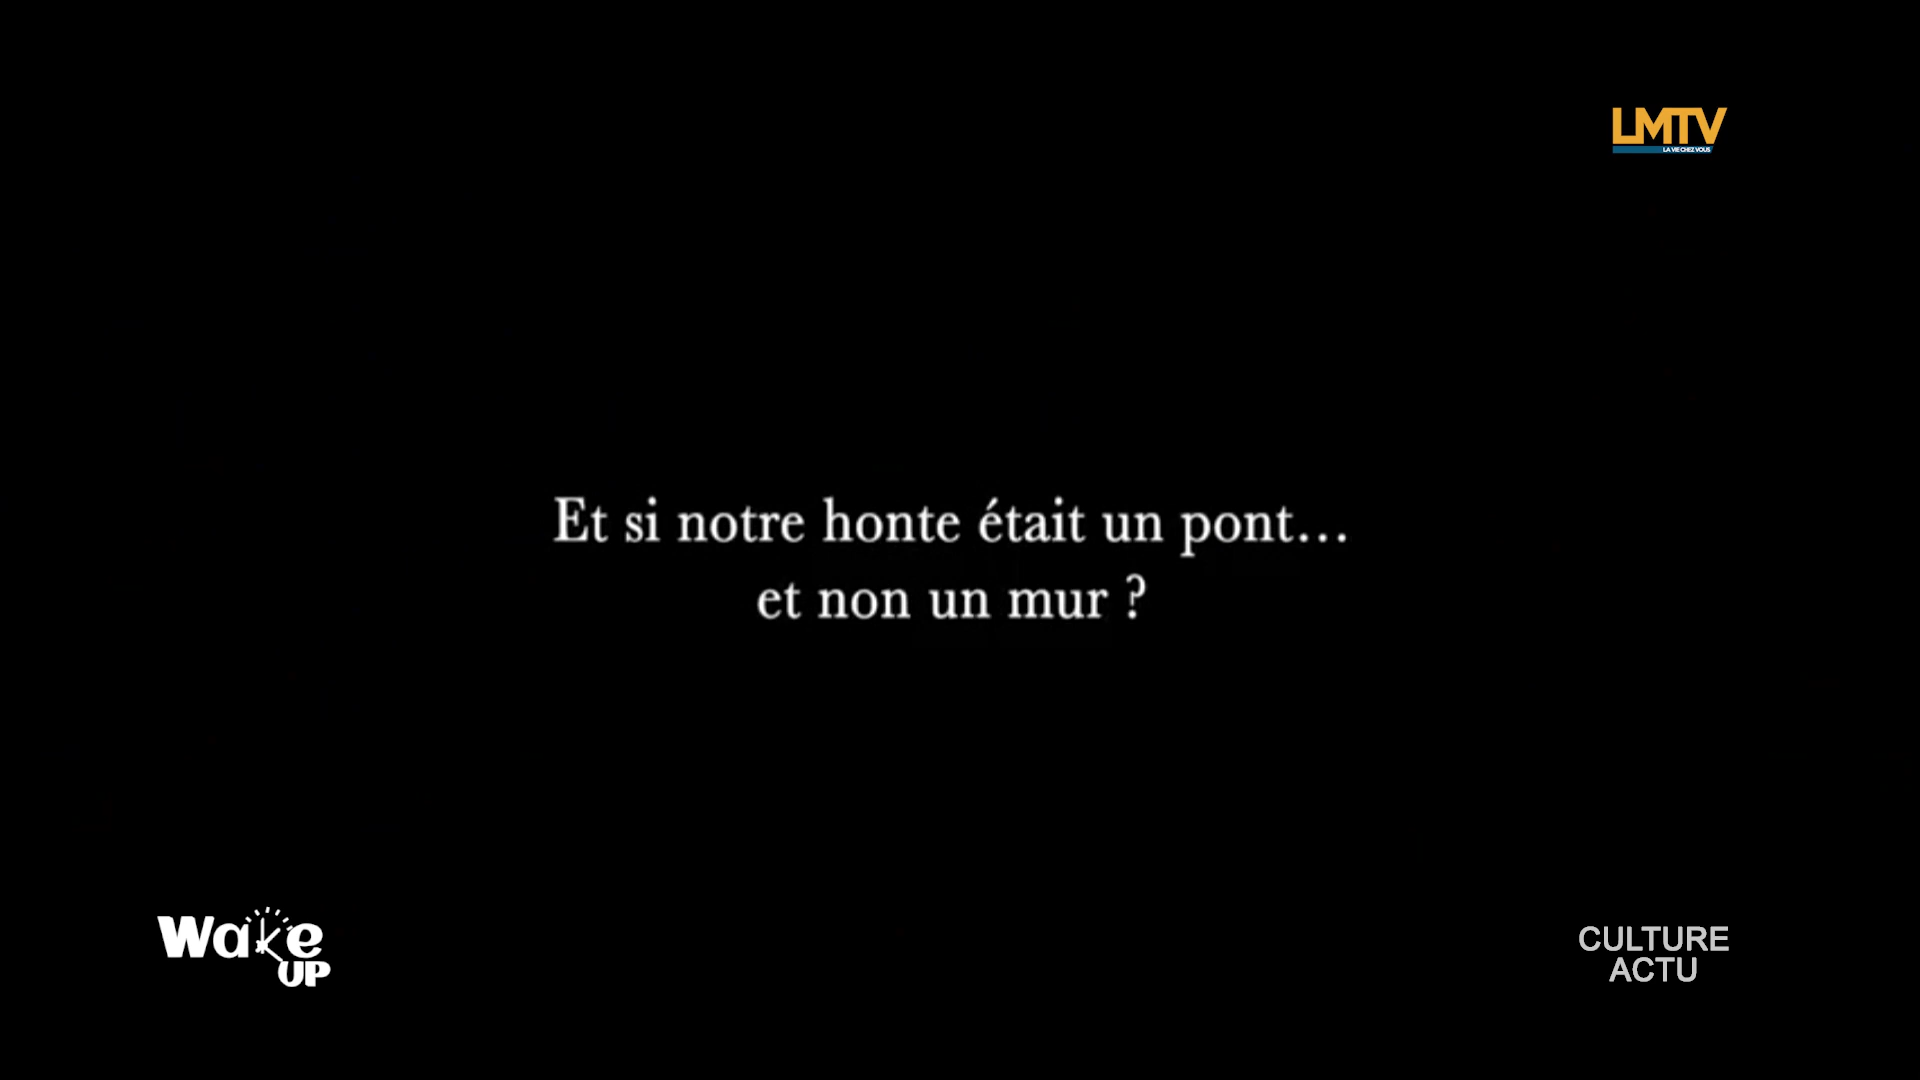 LMTV
LA VIE CHEZ VOUS
Et si notre honte était un pont...
et non un mur ?
Wake
UP
CULTURE
ACTU